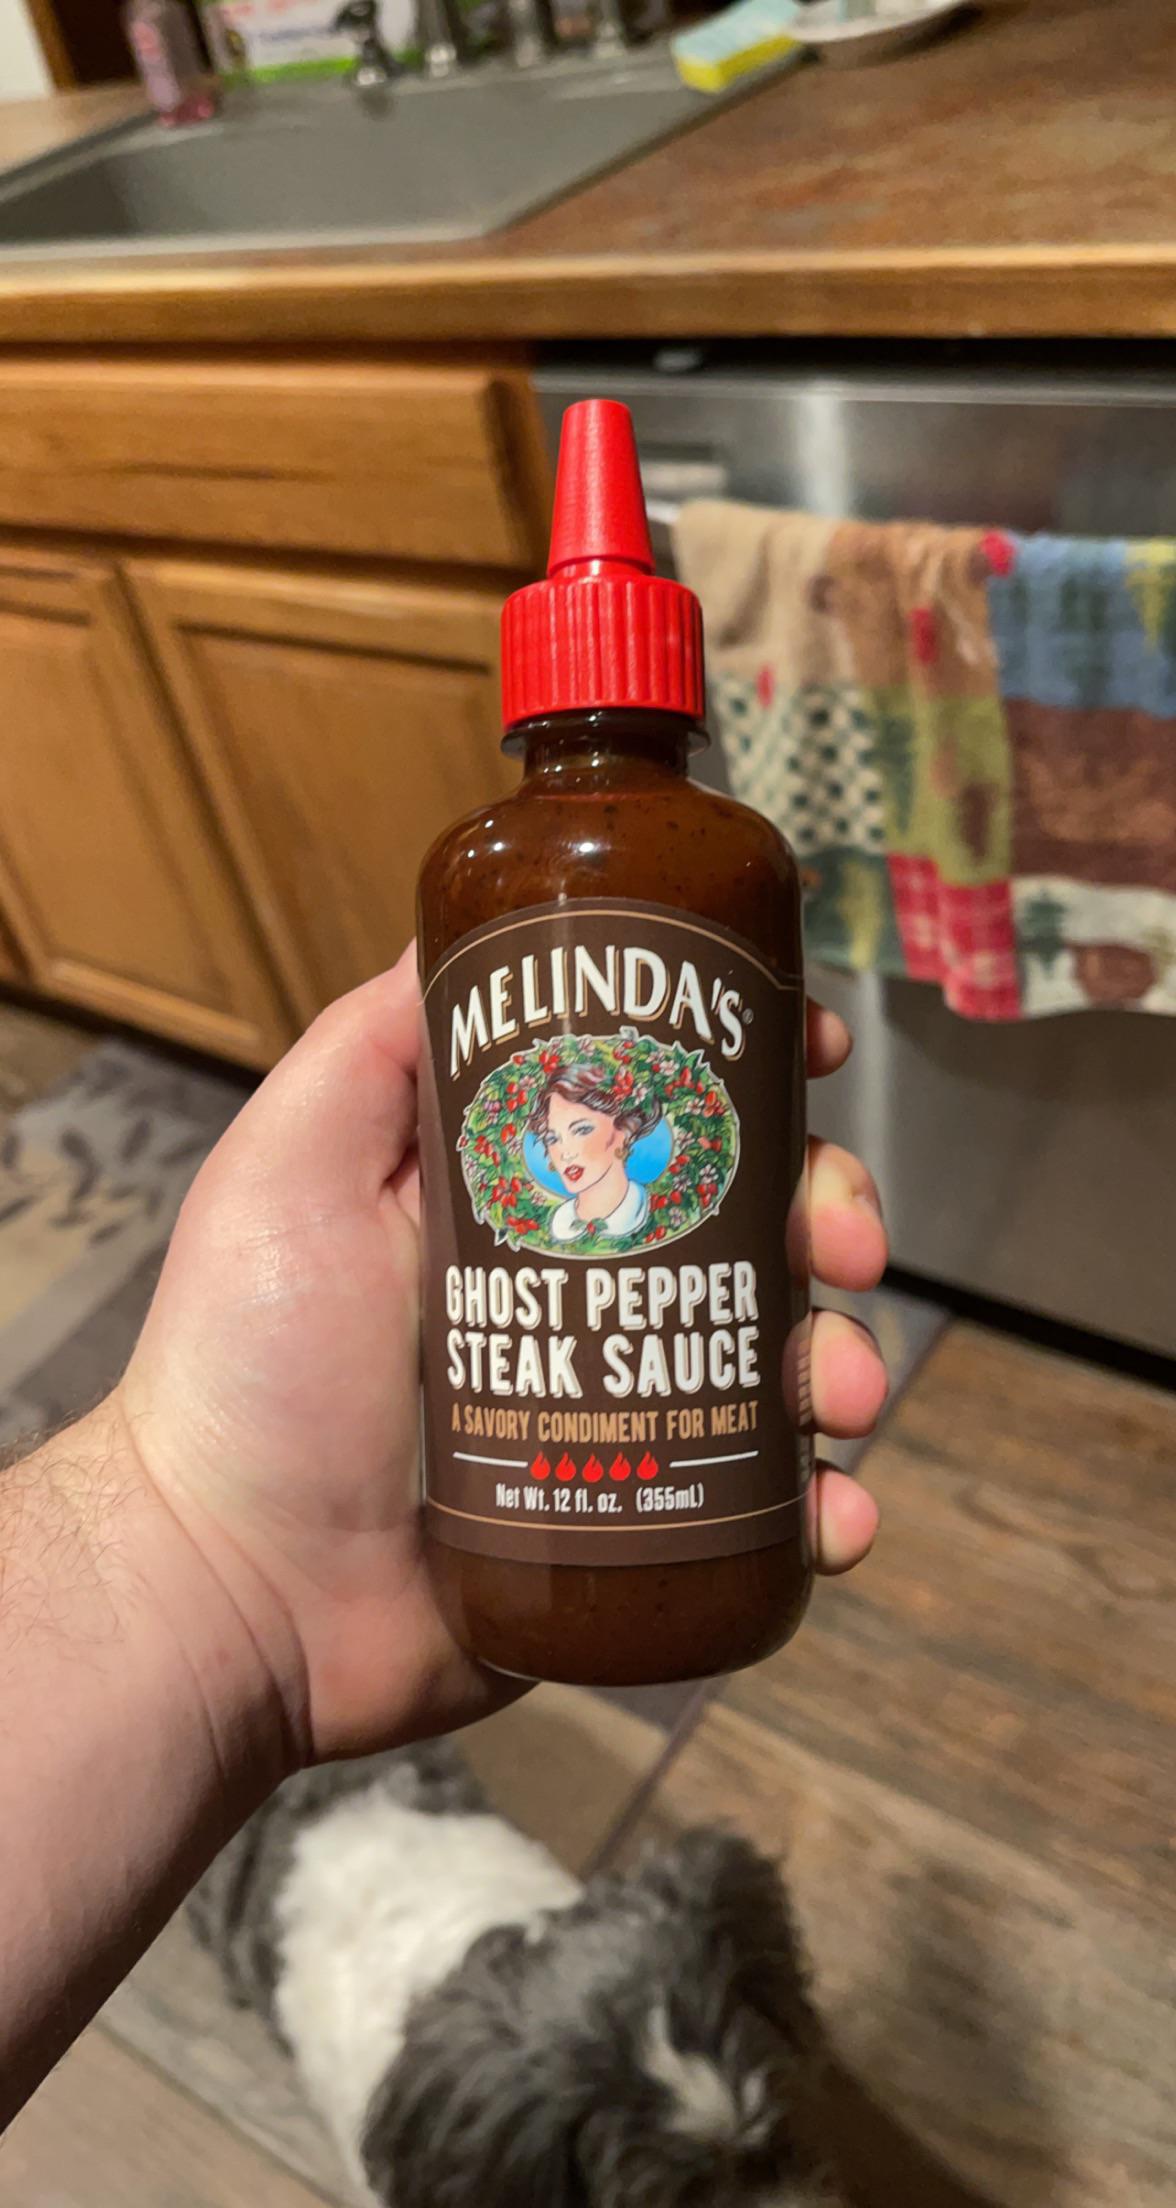 MELINDA'S®
GHOST PEPPER
STEAK SAUCE
A SAVORY CONDIMENT FOR MEAT
Net Wt. 12 fl. oz. (355mL)